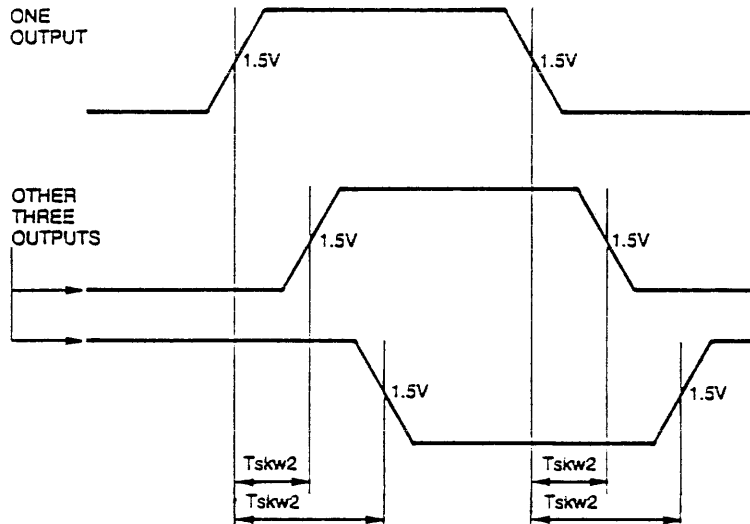 ONE
OUTPUT
1.5V
1.5V
OTHER
THREE
OUTPUTS
1.5V
1.5V
1.5V
1.5V
Tskw2
Tskw2
Tskw2
Tskw2